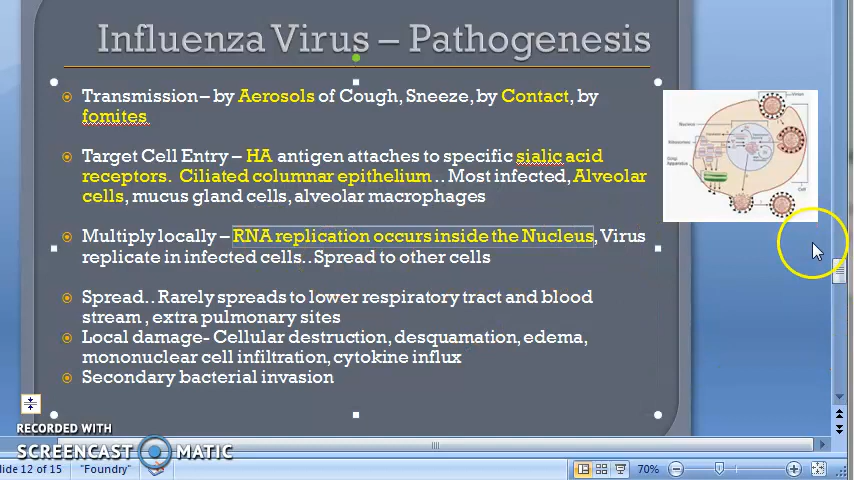 Influenza Virus – Pathogenesis
Transmission – by Aerosols of Cough, Sneeze, by Contact, by
fomites
Target Cell Entry – HA antigen attaches to specific sialic acid
receptors. Ciliated columnar epithelium .. Most infected, Alveolar
cells, mucus gland cells, alveolar macrophages
Multiply locally – RNA replication occurs inside the Nucleus, Virus
replicate in infected cells.. Spread to other cells
Spread.. Rarely spreads to lower respiratory tract and blood
stream , extra pulmonary sites
Local damage- Cellular destruction, desquamation, edema,
mononuclear cell infiltration, cytokine influx
Secondary bacterial invasion
RECORDED WITH
SCREENCAST MATIC
lide 12 of 15
"Foundry"
70%